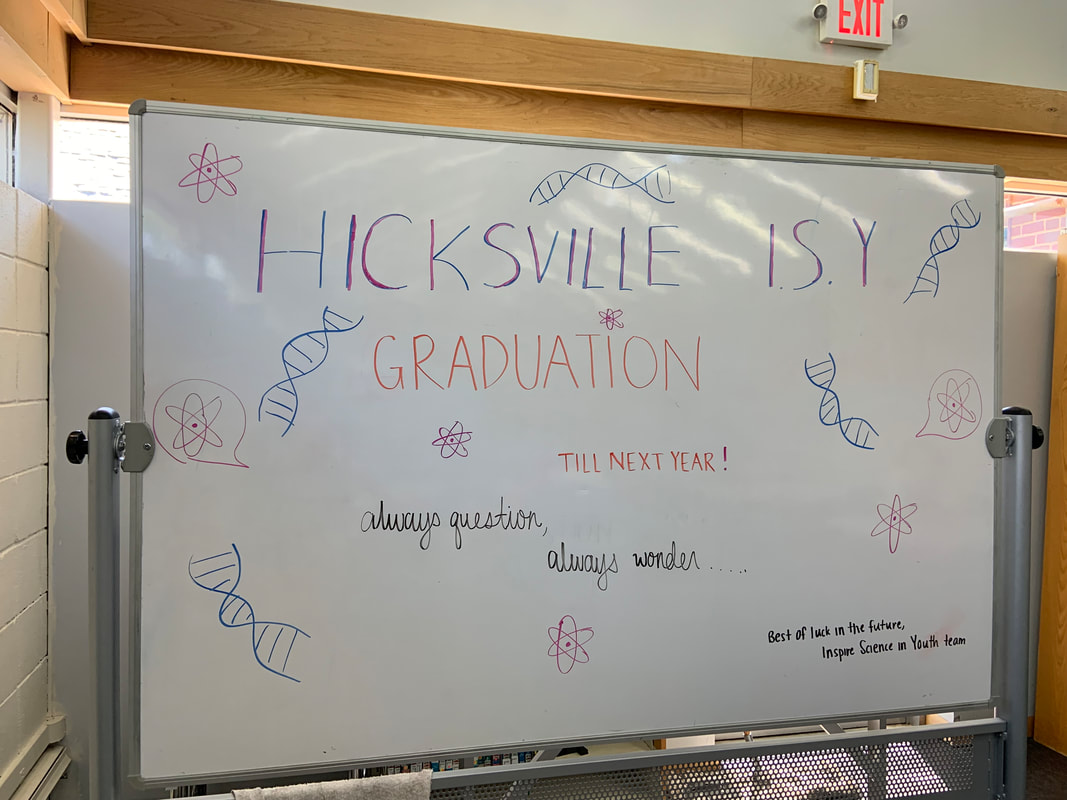 EXIT
HICKSVILLE I.S.Y
GRADUATION
TILL NEXT YEAR!
always question,
always wonder.....
Best of luck in the future,
Inspire Science in Youth team